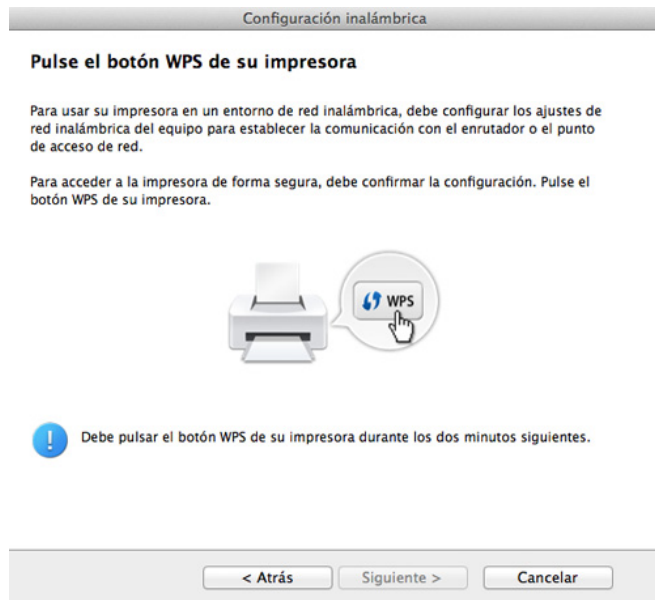 Configuración inalámbrica
Pulse el botón WPS de su impresora
Para usar su impresora en un entorno de red inalámbrica, debe configurar los ajustes de
red inalámbrica del equipo para establecer la comunicación con el enrutador o el punto
de acceso de red.
Para acceder a la impresora de forma segura, debe confirmar la configuración. Pulse el
botón WPS de su impresora.
WPS
Debe pulsar el botón WPS de su impresora durante los dos minutos siguientes.
< Atrás
Siguiente >
Cancelar